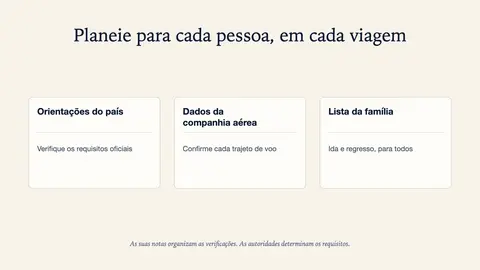 Planeie para cada pessoa, em cada viagem
Orientações do país
Verifique os requisitos oficiais
Dados da
companhia aérea
Confirme cada trajeto de voo
Lista da família
Ida e regresso, para todos
As suas notas organizam as verificações. As autoridades determinam os requisitos.